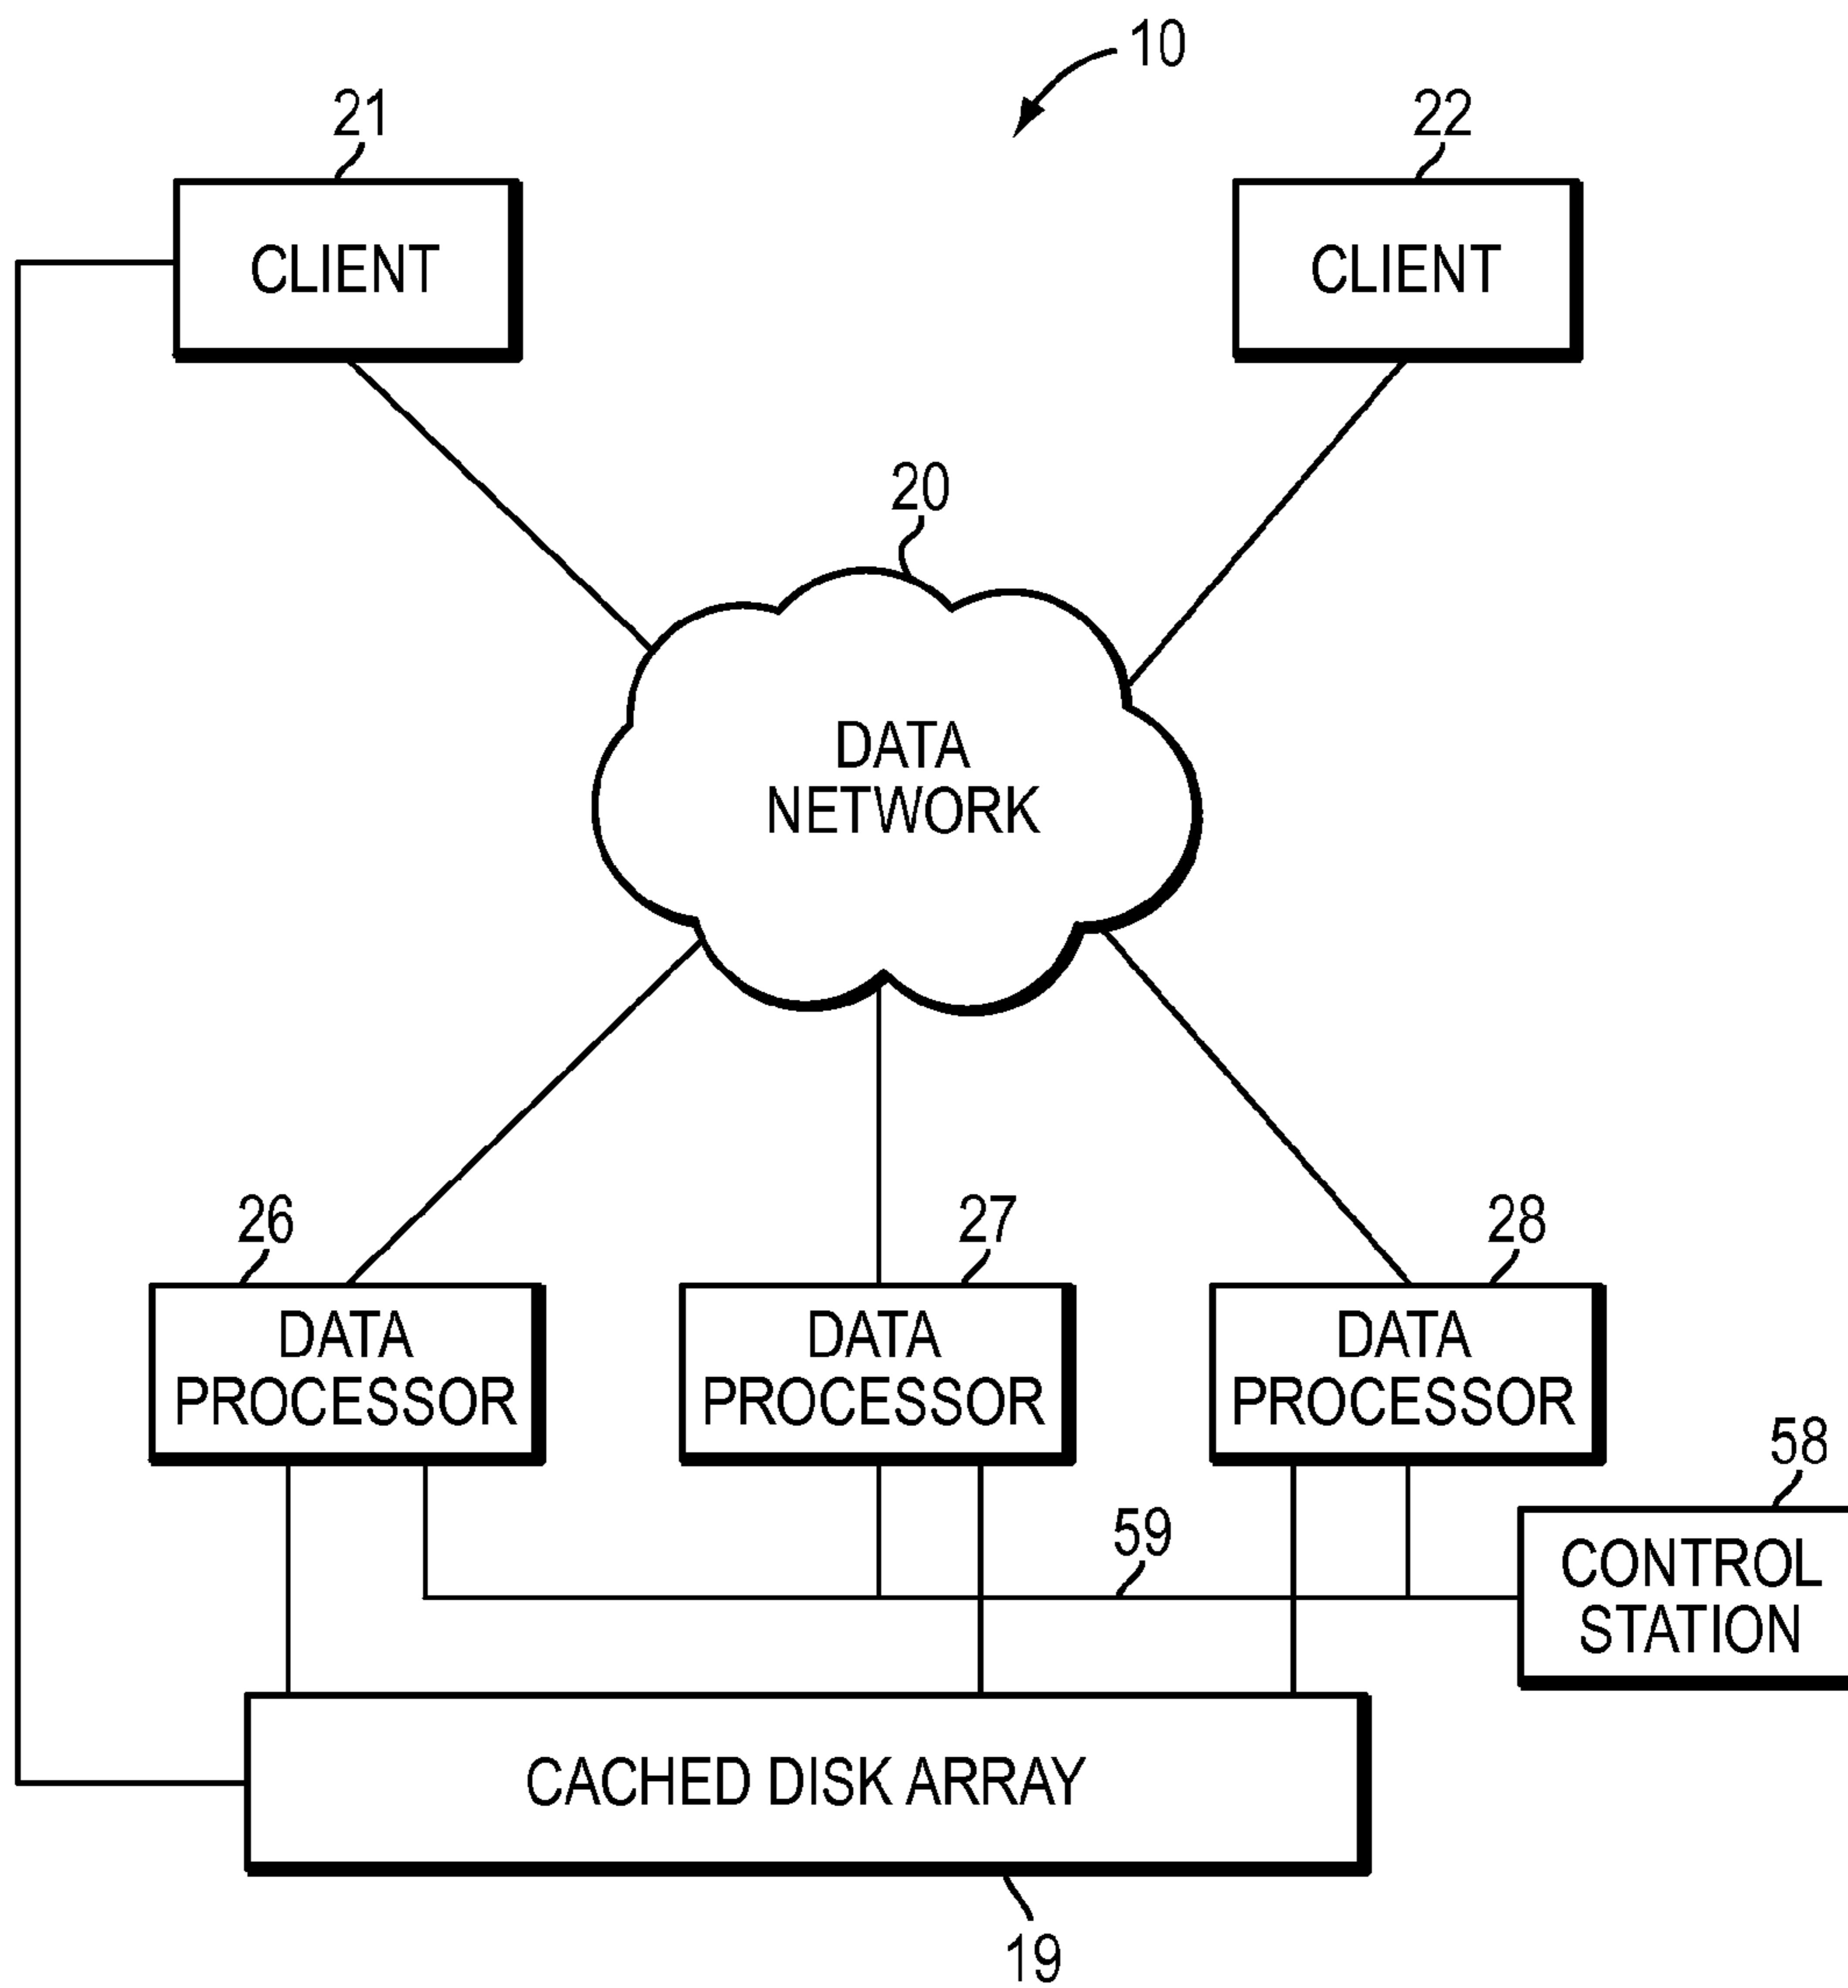 10
21
22
CLIENT
CLIENT
20
DATA
NETWORK
26
27
28
DATA
PROCESSOR
DATA
PROCESSOR
DATA
PROCESSOR
58
59
CONTROL
STATION
CACHED DISK ARRAY
19